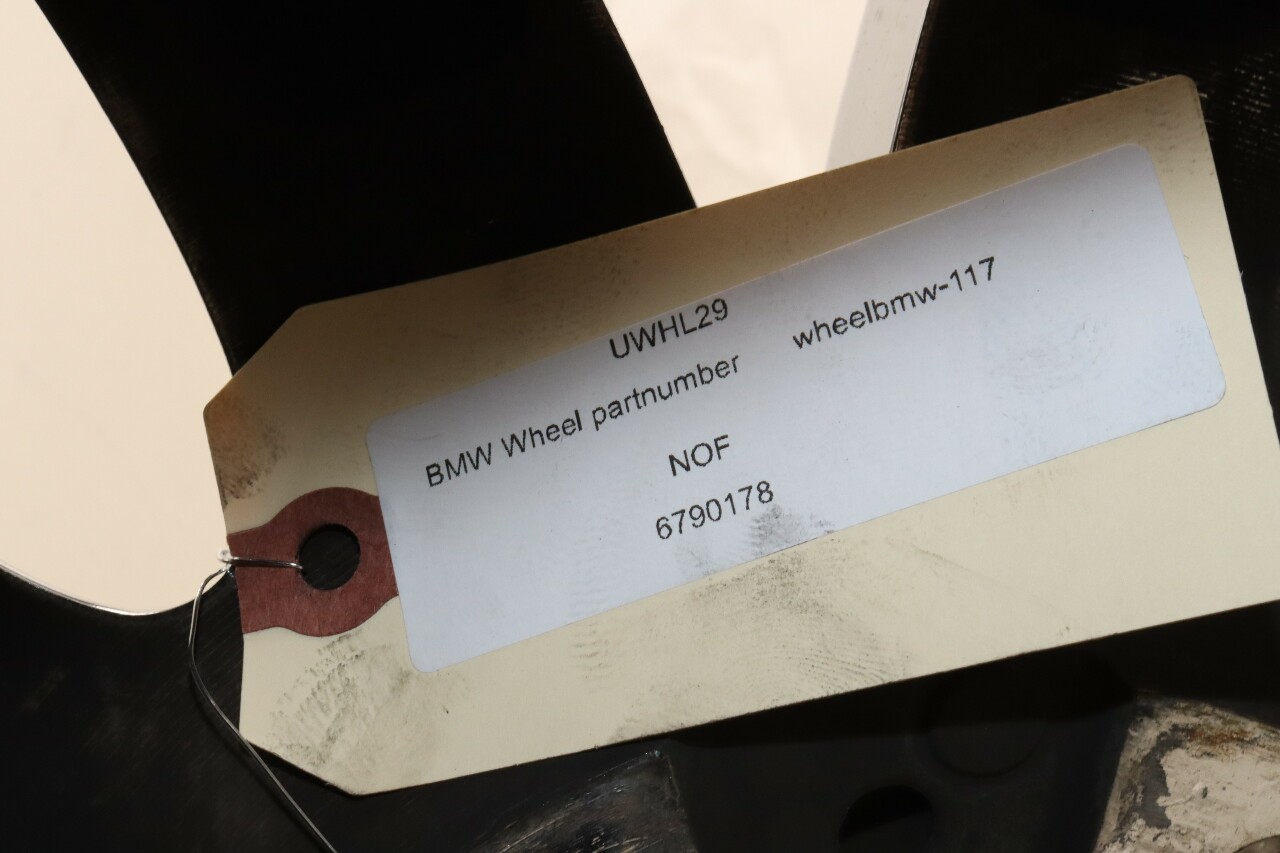 UWHL29
BMW Wheel partnumber wheelbmw-117
NOF
6790178